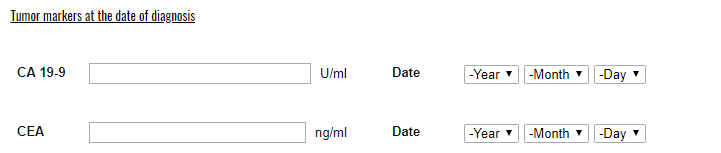 Tumor markers at the date of diagnosis
CA 19-9 U/ml Date -Year -Month -Day
CEA ng/ml Date -Year -Month -Day